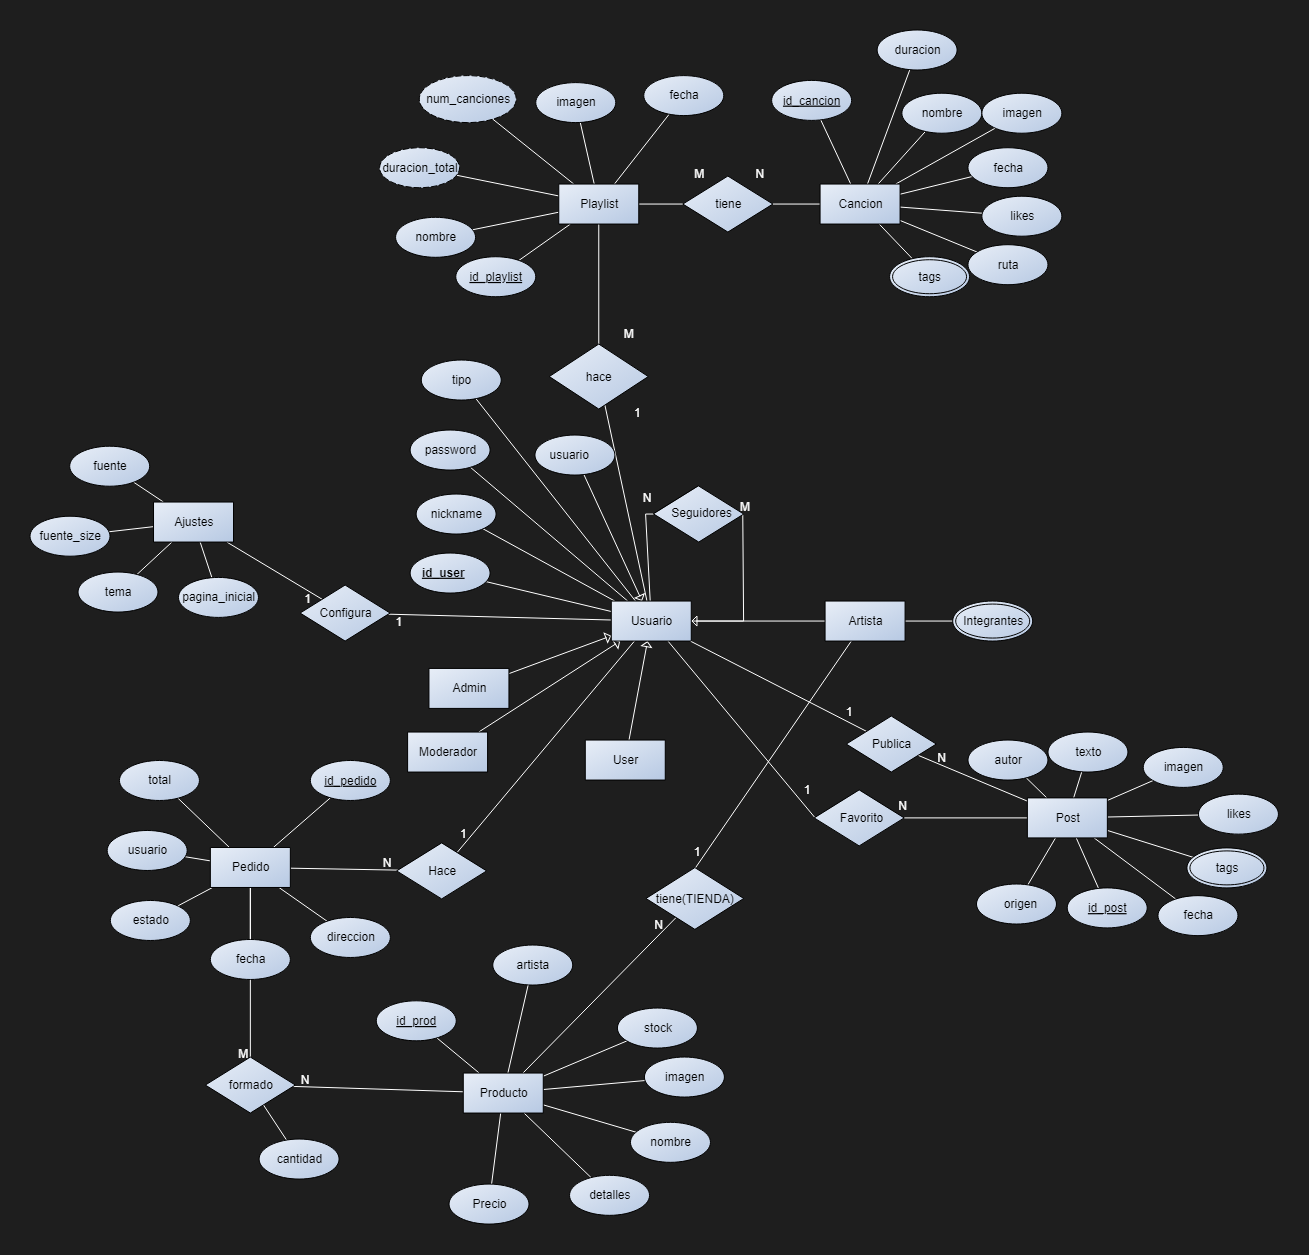 duracion
num_canciones
imagen
fecha
id_cancion
nombre
imagen
duracion_total
fecha
M
N
Playlist
tiene
Cancion
likes
nombre
id_playlist
tags
ruta
M
hace
tipo
1
password
usuario
fuente
nickname
N
Seguidores
M
Ajustes
fuente_size
id_user
tema
pagina_inicial
1
Configura
1
Usuario
Artista
Integrantes
Admin
Moderador
User
1
Publica
N
autor
texto
imagen
total
id_pedido
1
Favorito
N
Post
likes
usuario
1
Pedido
N
Hace
1
tags
estado
tiene(TIENDA)
origen
id_post
fecha
direccion
N
fecha
artista
id_prod
stock
M
formado
N
Producto
imagen
cantidad
nombre
Precio
detalles